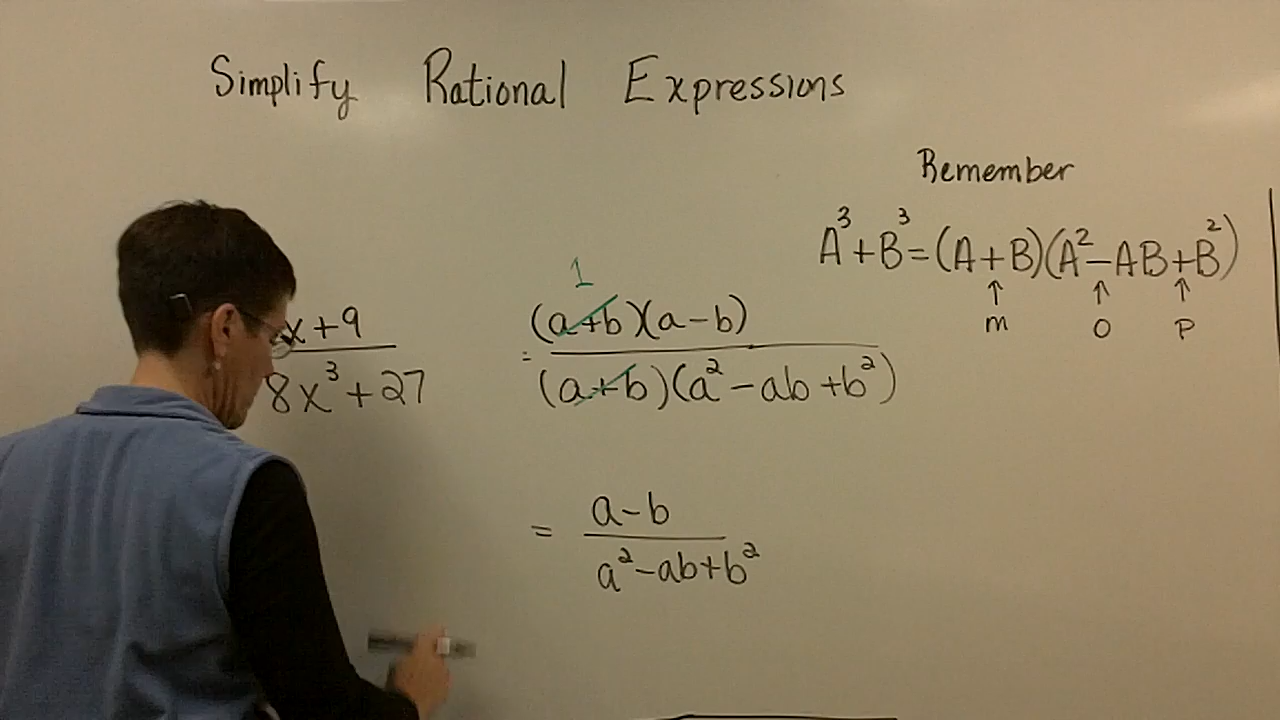 Simplify Rational Expressions
Remember
A³+B³=(A+B)(A²-AB+B²)
↑ ↑ ↑
m O P
1
x+9
8x³+27
= (a+b)(a-b)
(a+b)(a²-ab+b²)
= a-b
a²-ab+b²